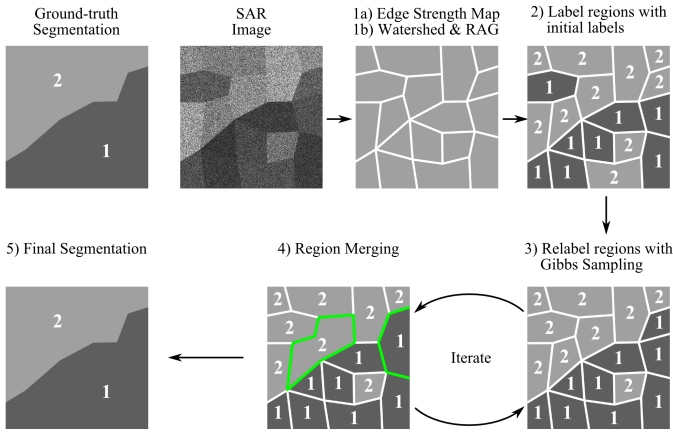 Ground-truth
Segmentation
SAR
Image
1a) Edge Strength Map
1b) Watershed & RAG
2) Label regions with
initial labels
2
1
2 2 2 2
2
1 2
2 2 1 1
1 1 2
1 1 2 1
5) Final Segmentation
4) Region Merging
3) Relabel regions with
Gibbs Sampling
2
1
2 2 2 2
2
2 1 1
2 1 1 2
1 1 1 1
Iterate
2 2 2 2
2 2 1
2 2 1 1
1 1 2
1 1 1 1